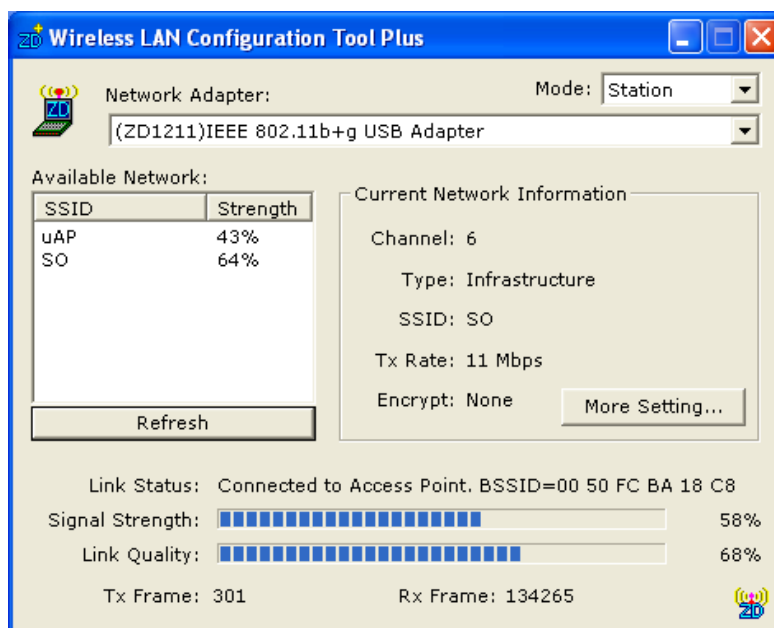 ZD Wireless LAN Configuration Tool Plus
Mode: Station
ZD
Network Adapter:
(ZD1211)IEEE 802.11b+g USB Adapter
Available Network:
SSID Strength
uAP 43%
SO 64%
Refresh
Current Network Information
Channel: 6
Type: Infrastructure
SSID: SO
Tx Rate: 11 Mbps
Encrypt: None
More Setting...
Link Status: Connected to Access Point. BSSID=00 50 FC BA 18 C8
Signal Strength: 58%
Link Quality: 68%
Tx Frame: 301 Rx Frame: 134265
ZD